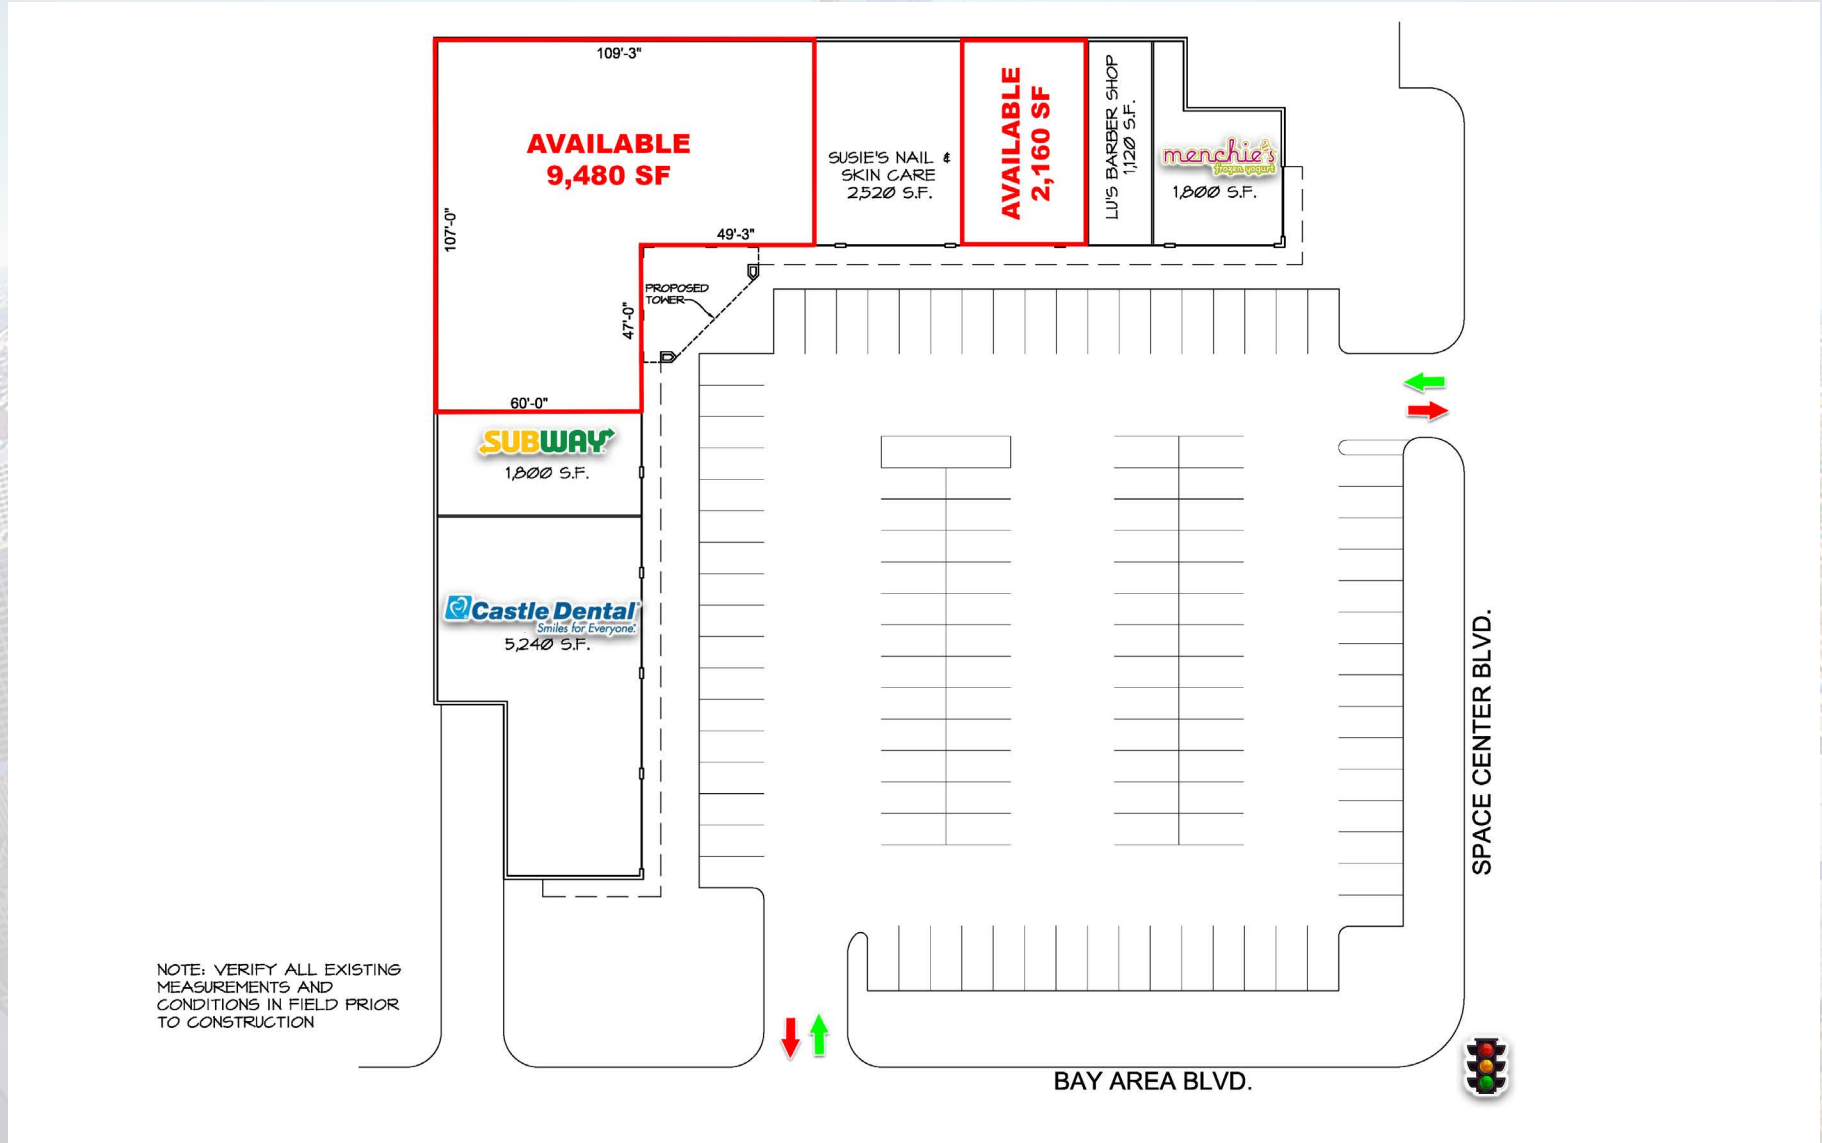 109'-3"
AVAILABLE
9,480 SF
107'-0"
49'-3"
47'-0"
60'-0"
PROPOSED
TOWER
SUSIE'S NAIL &
SKIN CARE
2,520 S.F.
AVAILABLE
2,160 SF
LU'S BARBER SHOP
1,120 S.F.
menchie's
frozen yogurt
1,800 S.F.
SUBWAY
1,800 S.F.
Castle Dental
Smiles for Everyone.
5,240 S.F.
SPACE CENTER BLVD.
NOTE: VERIFY ALL EXISTING
MEASUREMENTS AND
CONDITIONS IN FIELD PRIOR
TO CONSTRUCTION
BAY AREA BLVD.